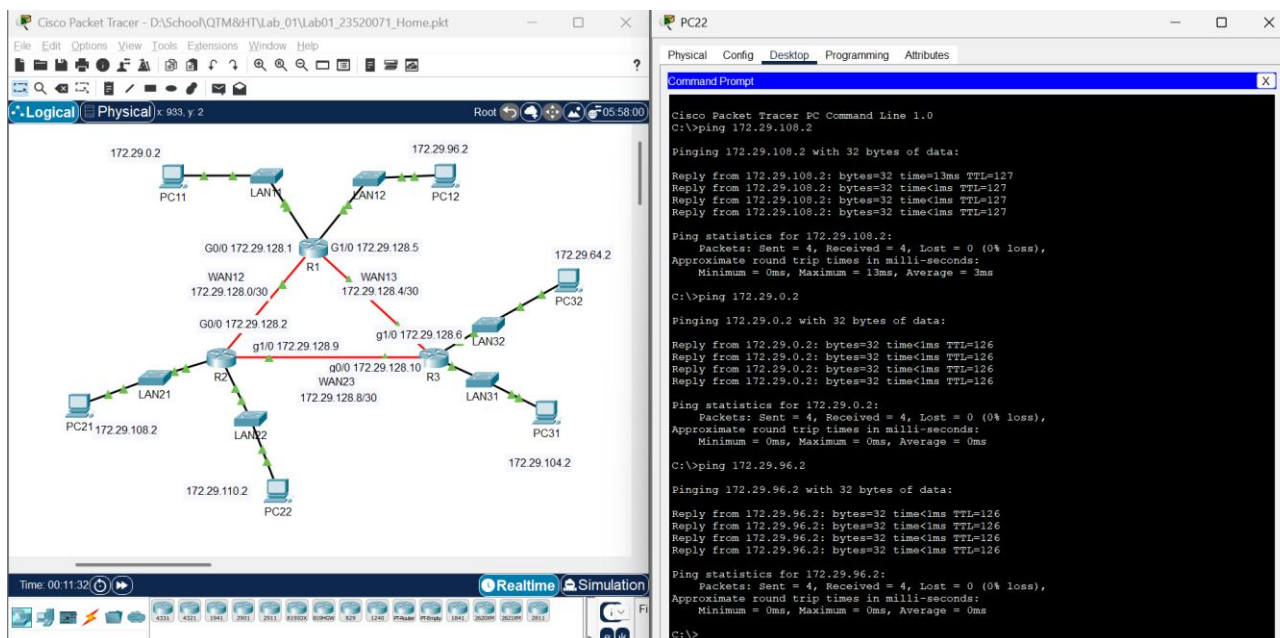 Cisco Packet Tracer - D:\School\QTM&HT\Lab_01\Lab01_23520071_Home.pkt
File Edit Options View Tools Extensions Window Help
?
Logical Physical x: 933, y: 2 Root 05:58:00
172.29.0.2
172.29.96.2
PC11
LAN11
LAN12
PC12
G0/0 172.29.128.1
G1/0 172.29.128.5
R1
172.29.64.2
WAN12
172.29.128.0/30
WAN13
172.29.128.4/30
PC32
G0/0 172.29.128.2
g1/0 172.29.128.6
LAN32
g1/0 172.29.128.9
R2
g0/0 172.29.128.10
R3
WAN23
172.29.128.8/30
LAN21
LAN31
PC21
172.29.108.2
LAN22
PC31
172.29.104.2
172.29.110.2
PC22
Time: 00:11:32
Realtime Simulation
4331 4321 1941 2901 2911 819IOX 819HGW 829 1240 PT-Router PT-Empty 1841 2620XM 2621XM 2811
Fi
PC22
Physical Config Desktop Programming Attributes
Command Prompt
X
Cisco Packet Tracer PC Command Line 1.0
C:\>ping 172.29.108.2
Pinging 172.29.108.2 with 32 bytes of data:
Reply from 172.29.108.2: bytes=32 time=13ms TTL=127
Reply from 172.29.108.2: bytes=32 time<1ms TTL=127
Reply from 172.29.108.2: bytes=32 time<1ms TTL=127
Reply from 172.29.108.2: bytes=32 time<1ms TTL=127
Ping statistics for 172.29.108.2:
Packets: Sent = 4, Received = 4, Lost = 0 (0% loss),
Approximate round trip times in milli-seconds:
Minimum = 0ms, Maximum = 13ms, Average = 3ms
C:\>ping 172.29.0.2
Pinging 172.29.0.2 with 32 bytes of data:
Reply from 172.29.0.2: bytes=32 time<1ms TTL=126
Reply from 172.29.0.2: bytes=32 time<1ms TTL=126
Reply from 172.29.0.2: bytes=32 time<1ms TTL=126
Reply from 172.29.0.2: bytes=32 time<1ms TTL=126
Ping statistics for 172.29.0.2:
Packets: Sent = 4, Received = 4, Lost = 0 (0% loss),
Approximate round trip times in milli-seconds:
Minimum = 0ms, Maximum = 0ms, Average = 0ms
C:\>ping 172.29.96.2
Pinging 172.29.96.2 with 32 bytes of data:
Reply from 172.29.96.2: bytes=32 time<1ms TTL=126
Reply from 172.29.96.2: bytes=32 time<1ms TTL=126
Reply from 172.29.96.2: bytes=32 time<1ms TTL=126
Reply from 172.29.96.2: bytes=32 time<1ms TTL=126
Ping statistics for 172.29.96.2:
Packets: Sent = 4, Received = 4, Lost = 0 (0% loss),
Approximate round trip times in milli-seconds:
Minimum = 0ms, Maximum = 0ms, Average = 0ms
C:\>